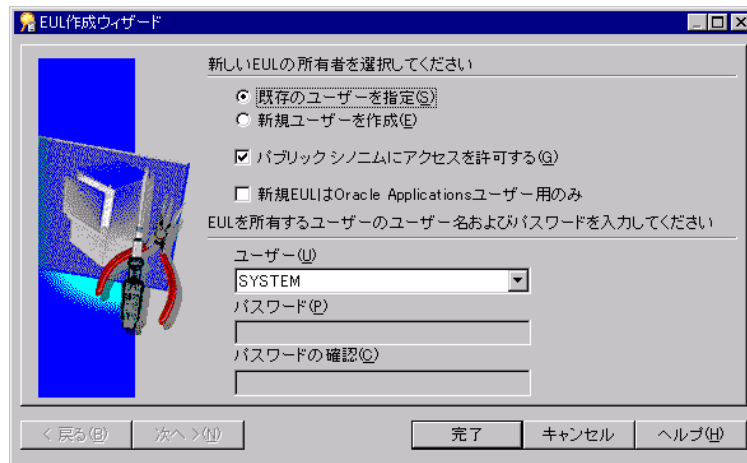 EUL作成ウィザード
新しいEULの所有者を選択してください
既存のユーザーを指定(S)
新規ユーザーを作成(E)
パブリック シノニムにアクセスを許可する(G)
新規EULはOracle Applicationsユーザー用のみ
EULを所有するユーザーのユーザー名およびパスワードを入力してください
ユーザー(U)
SYSTEM
パスワード(P)
パスワードの確認(C)
< 戻る(B) 次へ >(N) 完了 キャンセル ヘルプ(H)